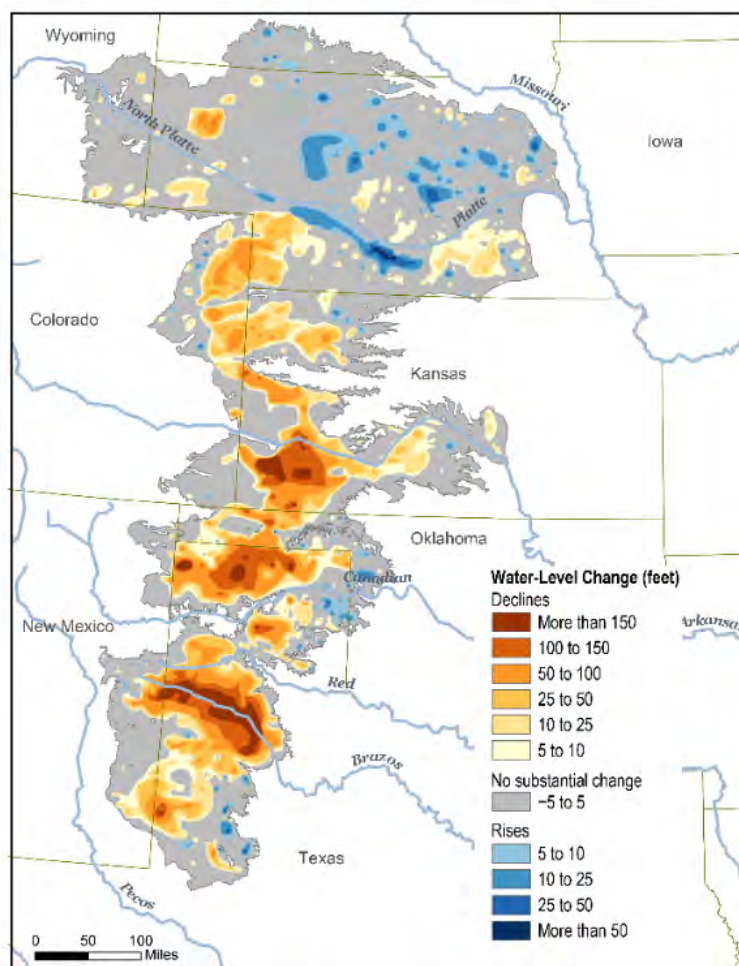 Wyoming
Missouri
North Platte
Iowa
Platte
Colorado
Kansas
Oklahoma
Canadian
Water-Level Change (feet)
Declines
More than 150
100 to 150
50 to 100
25 to 50
10 to 25
5 to 10
No substantial change
−5 to 5
Rises
5 to 10
10 to 25
25 to 50
More than 50
New Mexico
Arkansas
Red
Brazos
Texas
Pecos
0 50 100
Miles